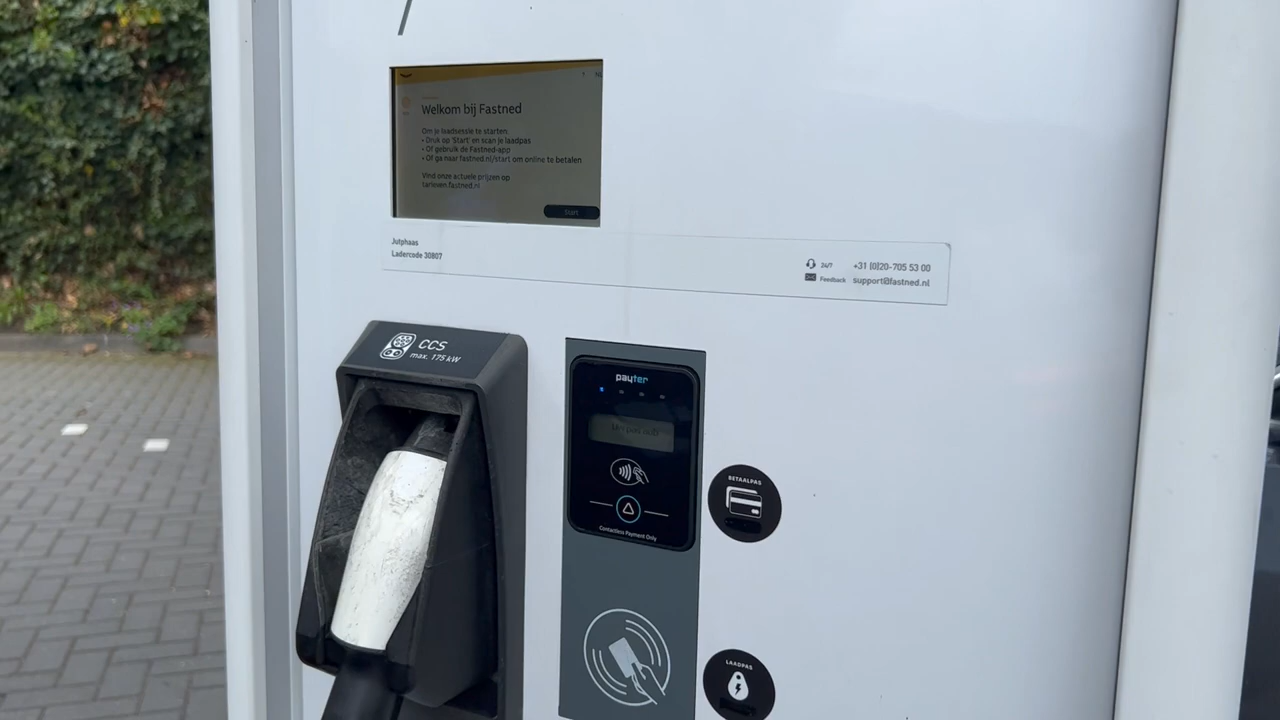 NL
Welkom bij Fastned
Om je laadsessie te starten:
• Druk op 'Start' en scan je laadpas
• Of gebruik de Fastned-app
• Of ga naar fastned.nl/start om online te betalen
Vind onze actuele prijzen op
tarieven.fastned.nl
Start
Jutphaas
Ladercode 30807
24/7 +31 (0)20-705 53 00
Feedback support@fastned.nl
CCS
max. 175 kW
payter
Contactless Payment Only
BETAALPAS
LAADPAS